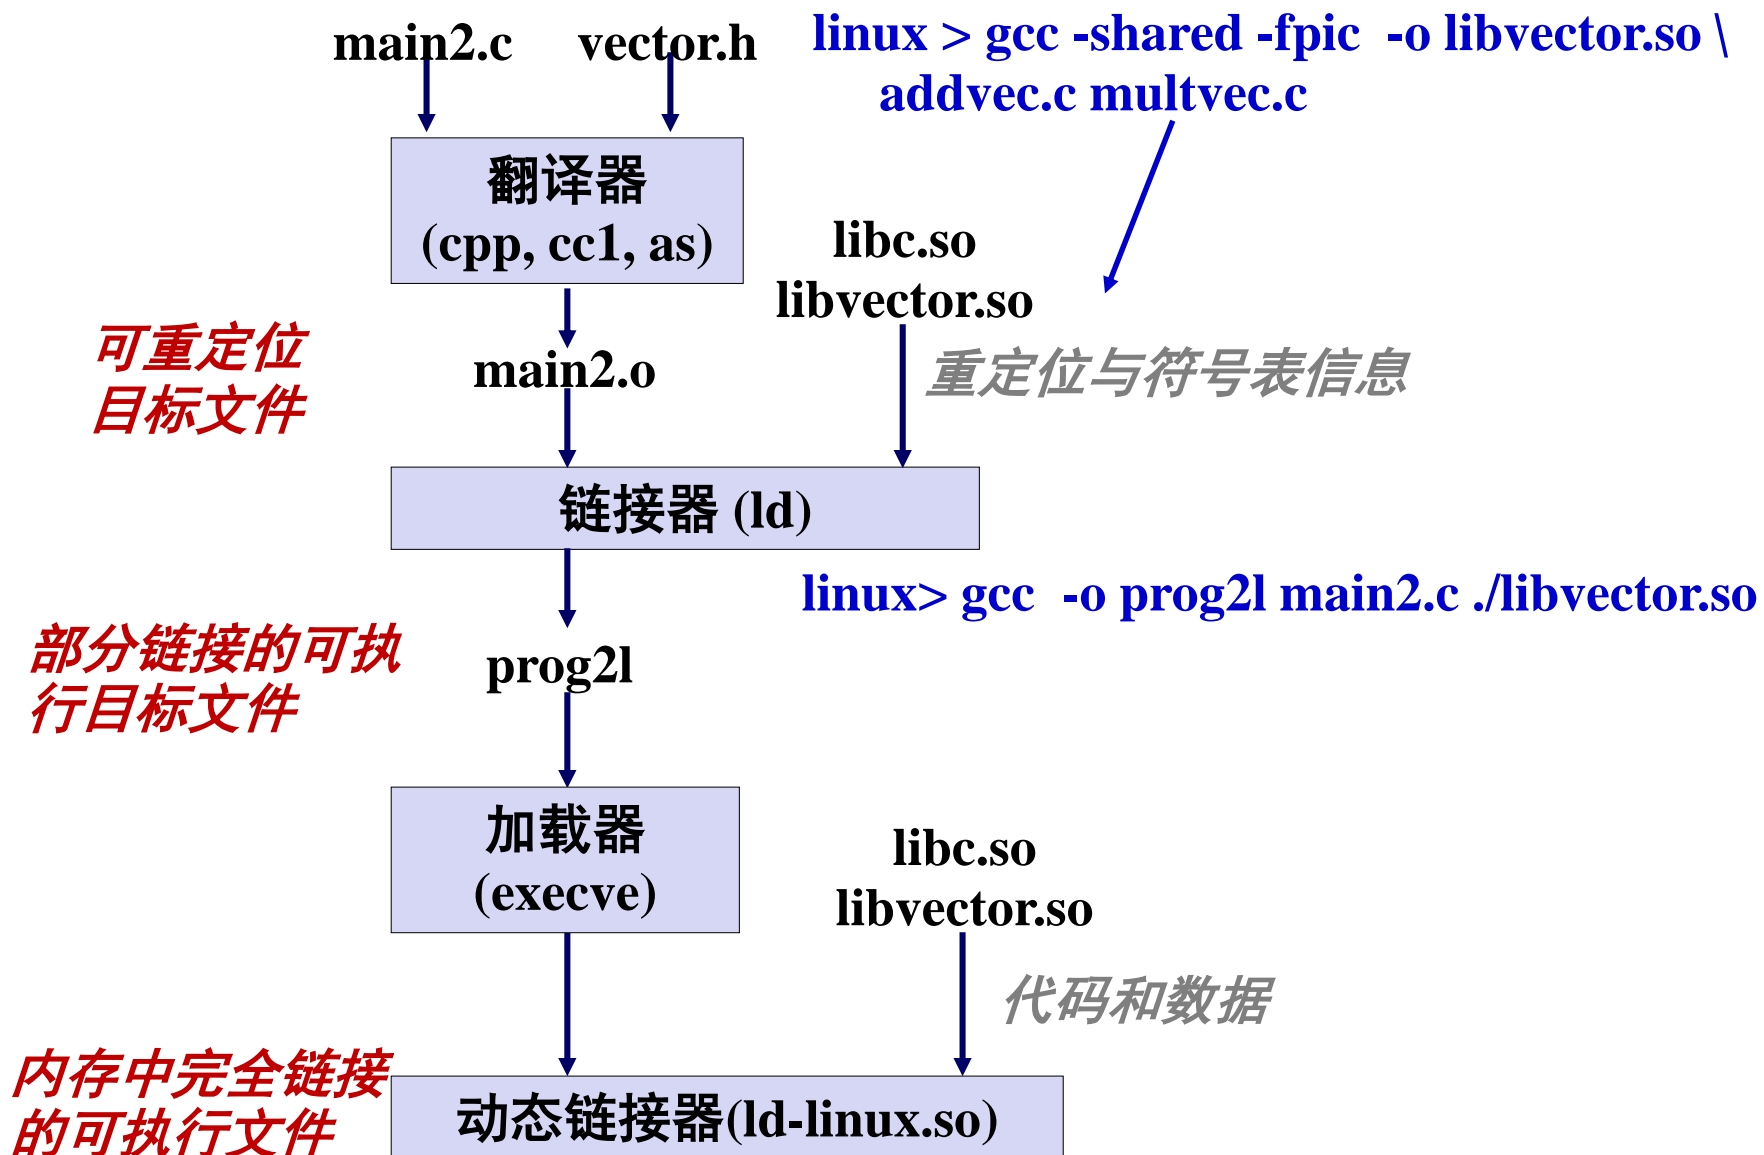 main2.c
vector.h
linux > gcc -shared -fpic -o libvector.so \
addvec.c multvec.c
翻译器
(cpp, cc1, as)
libc.so
libvector.so
可重定位
目标文件
main2.o
重定位与符号表信息
链接器 (ld)
linux> gcc -o prog2l main2.c ./libvector.so
部分链接的可执
行目标文件
prog2l
加载器
(execve)
libc.so
libvector.so
代码和数据
内存中完全链接
的可执行文件
动态链接器(ld-linux.so)